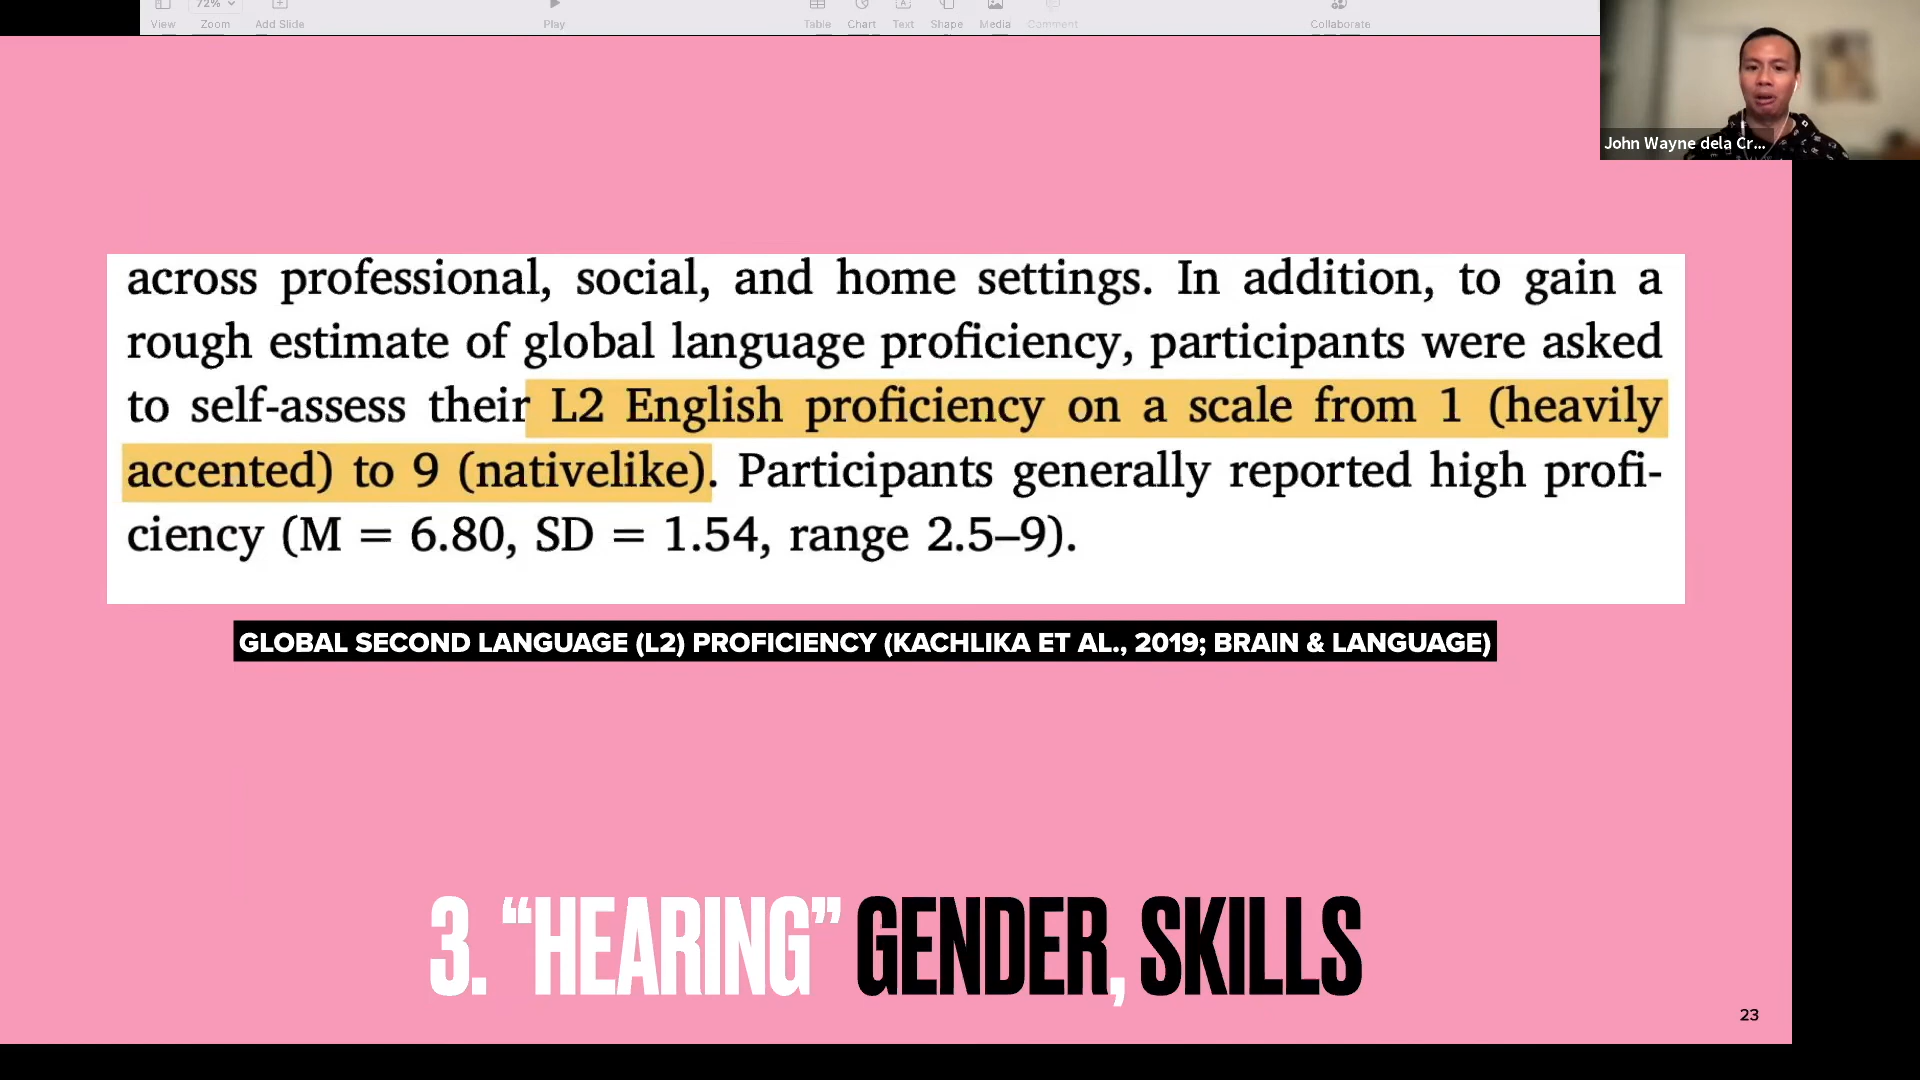 72%
View
Zoom
Add Slide
Play
Table
Chart
Text
Shape
Media
Comment
Collaborate
John Wayne dela Cr...
across professional, social, and home settings. In addition, to gain a
rough estimate of global language proficiency, participants were asked
to self-assess their L2 English proficiency on a scale from 1 (heavily
accented) to 9 (nativelike). Participants generally reported high profi-
ciency (M = 6.80, SD = 1.54, range 2.5–9).
GLOBAL SECOND LANGUAGE (L2) PROFICIENCY (KACHLIKA ET AL., 2019; BRAIN & LANGUAGE)
3. “HEARING” GENDER, SKILLS
23